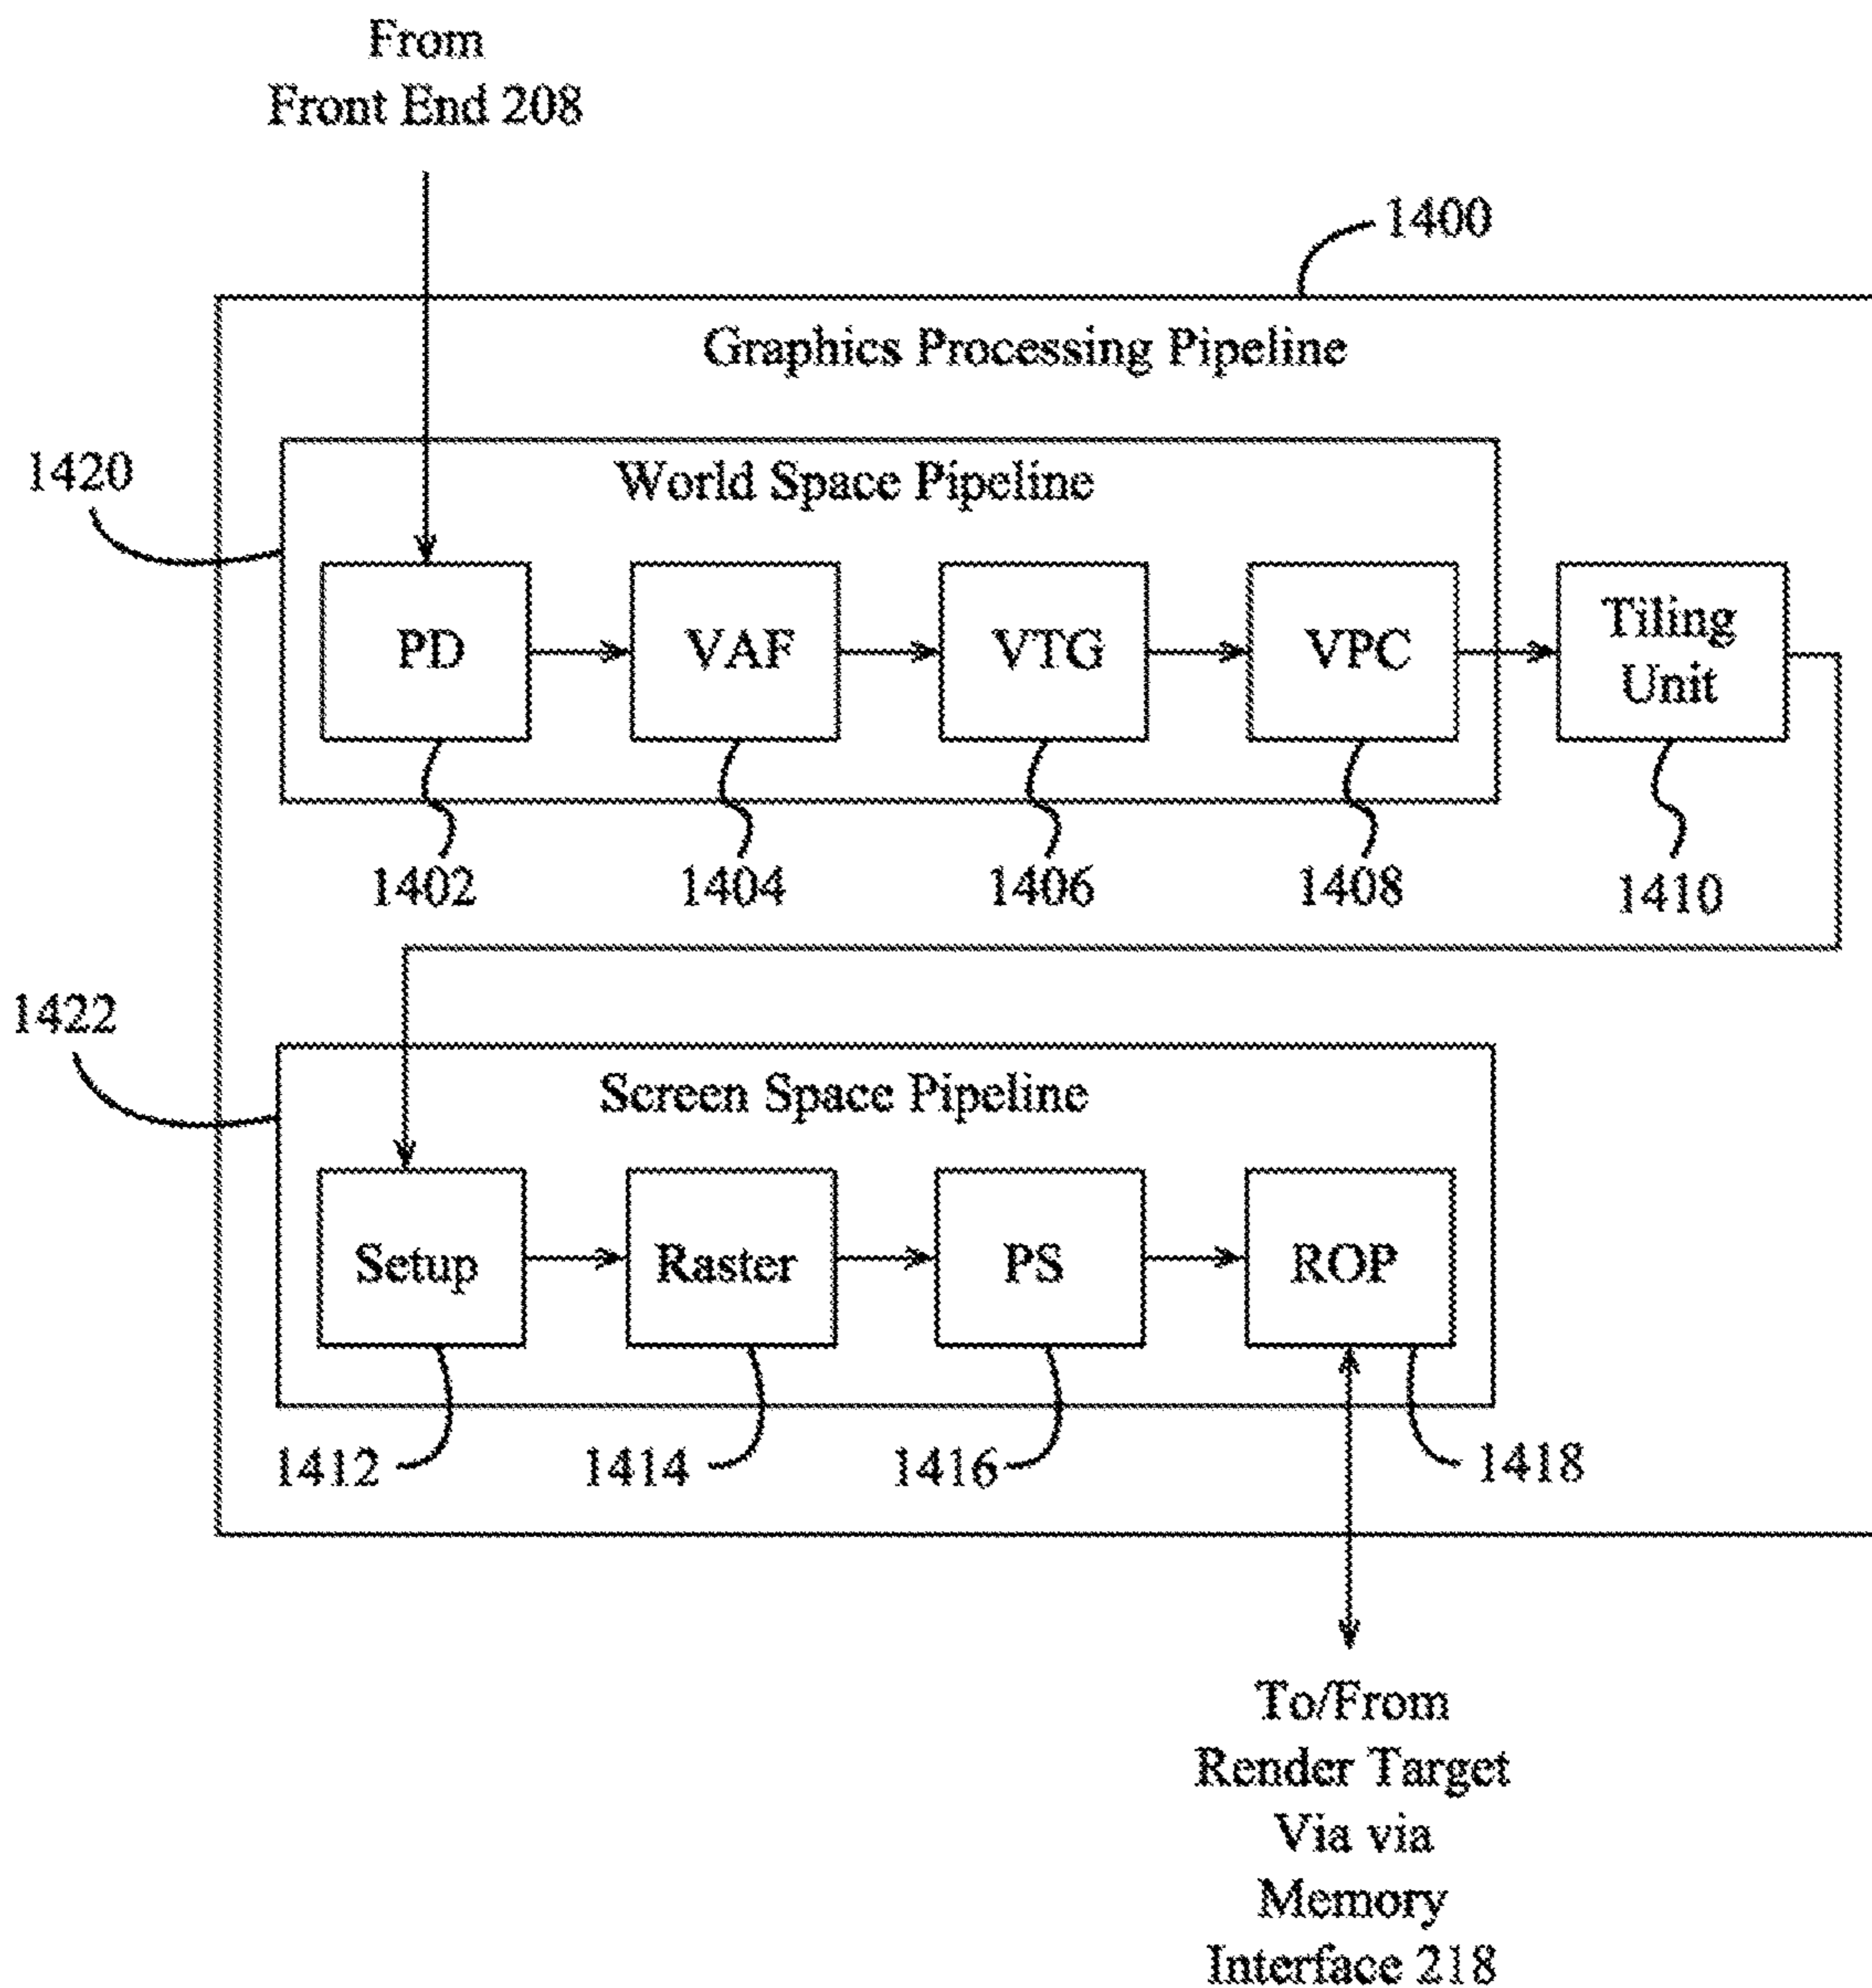 From
Front End 208
1400
Graphics Processing Pipeline
1420
World Space Pipeline
PD
VAF
VTG
VPC
Tiling
Unit
1402
1404
1406
1408
1410
1422
Screen Space Pipeline
Setup
Raster
PS
ROP
1412
1414
1416
1418
To/From
Render Target
Via via
Memory
Interface 218